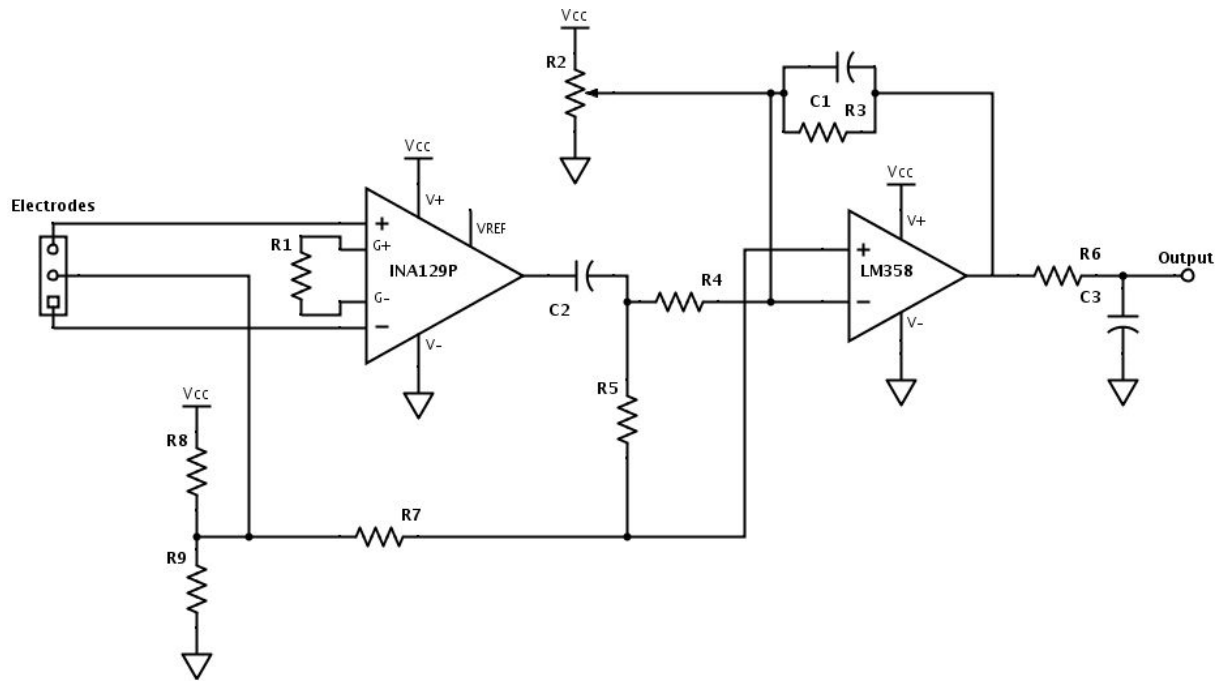 Vcc
R2
C1
R3
Vcc
Vcc
Electrodes
+
V+
V+
R1
G+
VREF
INA129P
+
LM358
R6
Output
R4
G-
C2
−
C3
−
V-
V-
Vcc
R5
R8
R7
R9